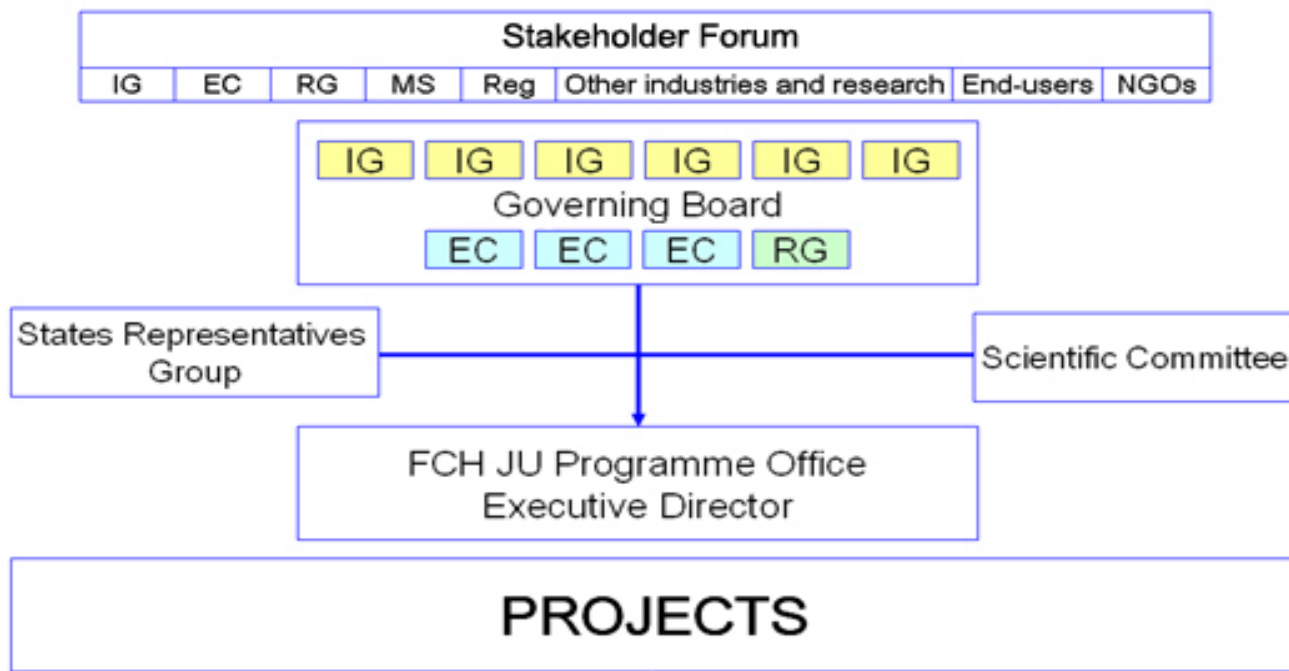 Stakeholder Forum
IG EC RG MS Reg Other industries and research End-users NGOs
IG IG IG IG IG IG
Governing Board
EC EC EC RG
States Representatives
Group
Scientific Committee
FCH JU Programme Office
Executive Director
PROJECTS